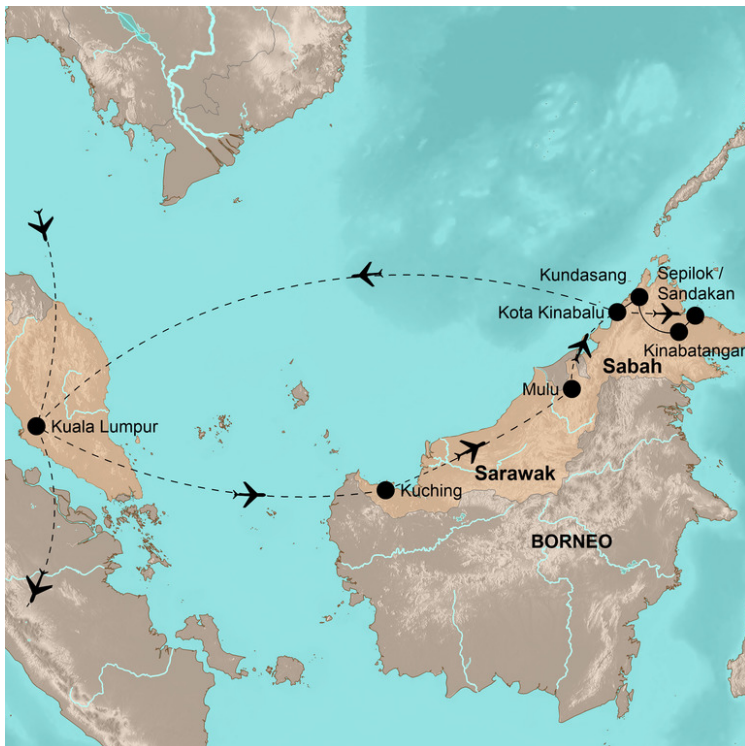 Kundasang
Sepilok /
Sandakan
Kota Kinabalu
Kinabatangan
Sabah
Mulu
Kuala Lumpur
Sarawak
Kuching
BORNEO